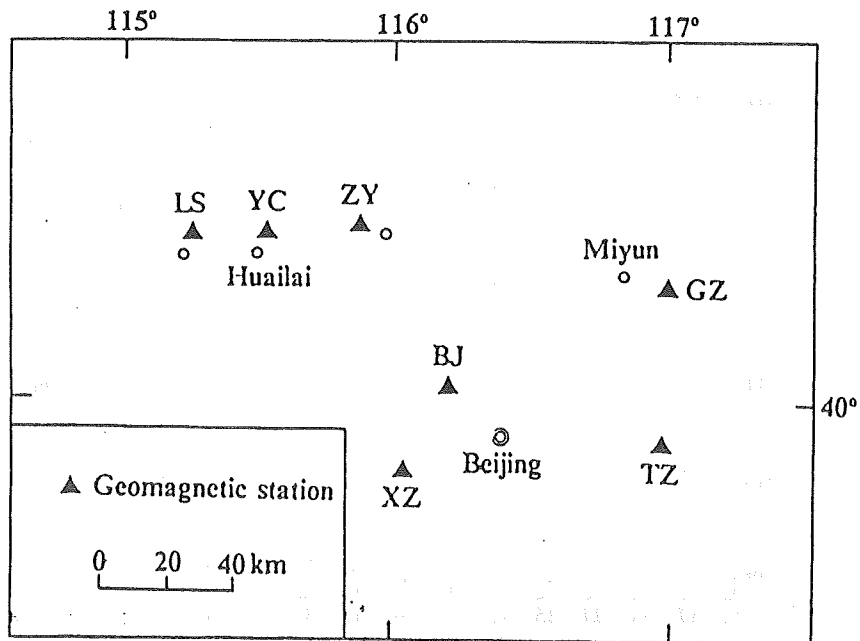 115° 116° 117°
LS YC ZY
Huailai
Miyun
GZ
BJ
40°
Beijing
XZ
TZ
▲ Geomagnetic station
0 20 40 km